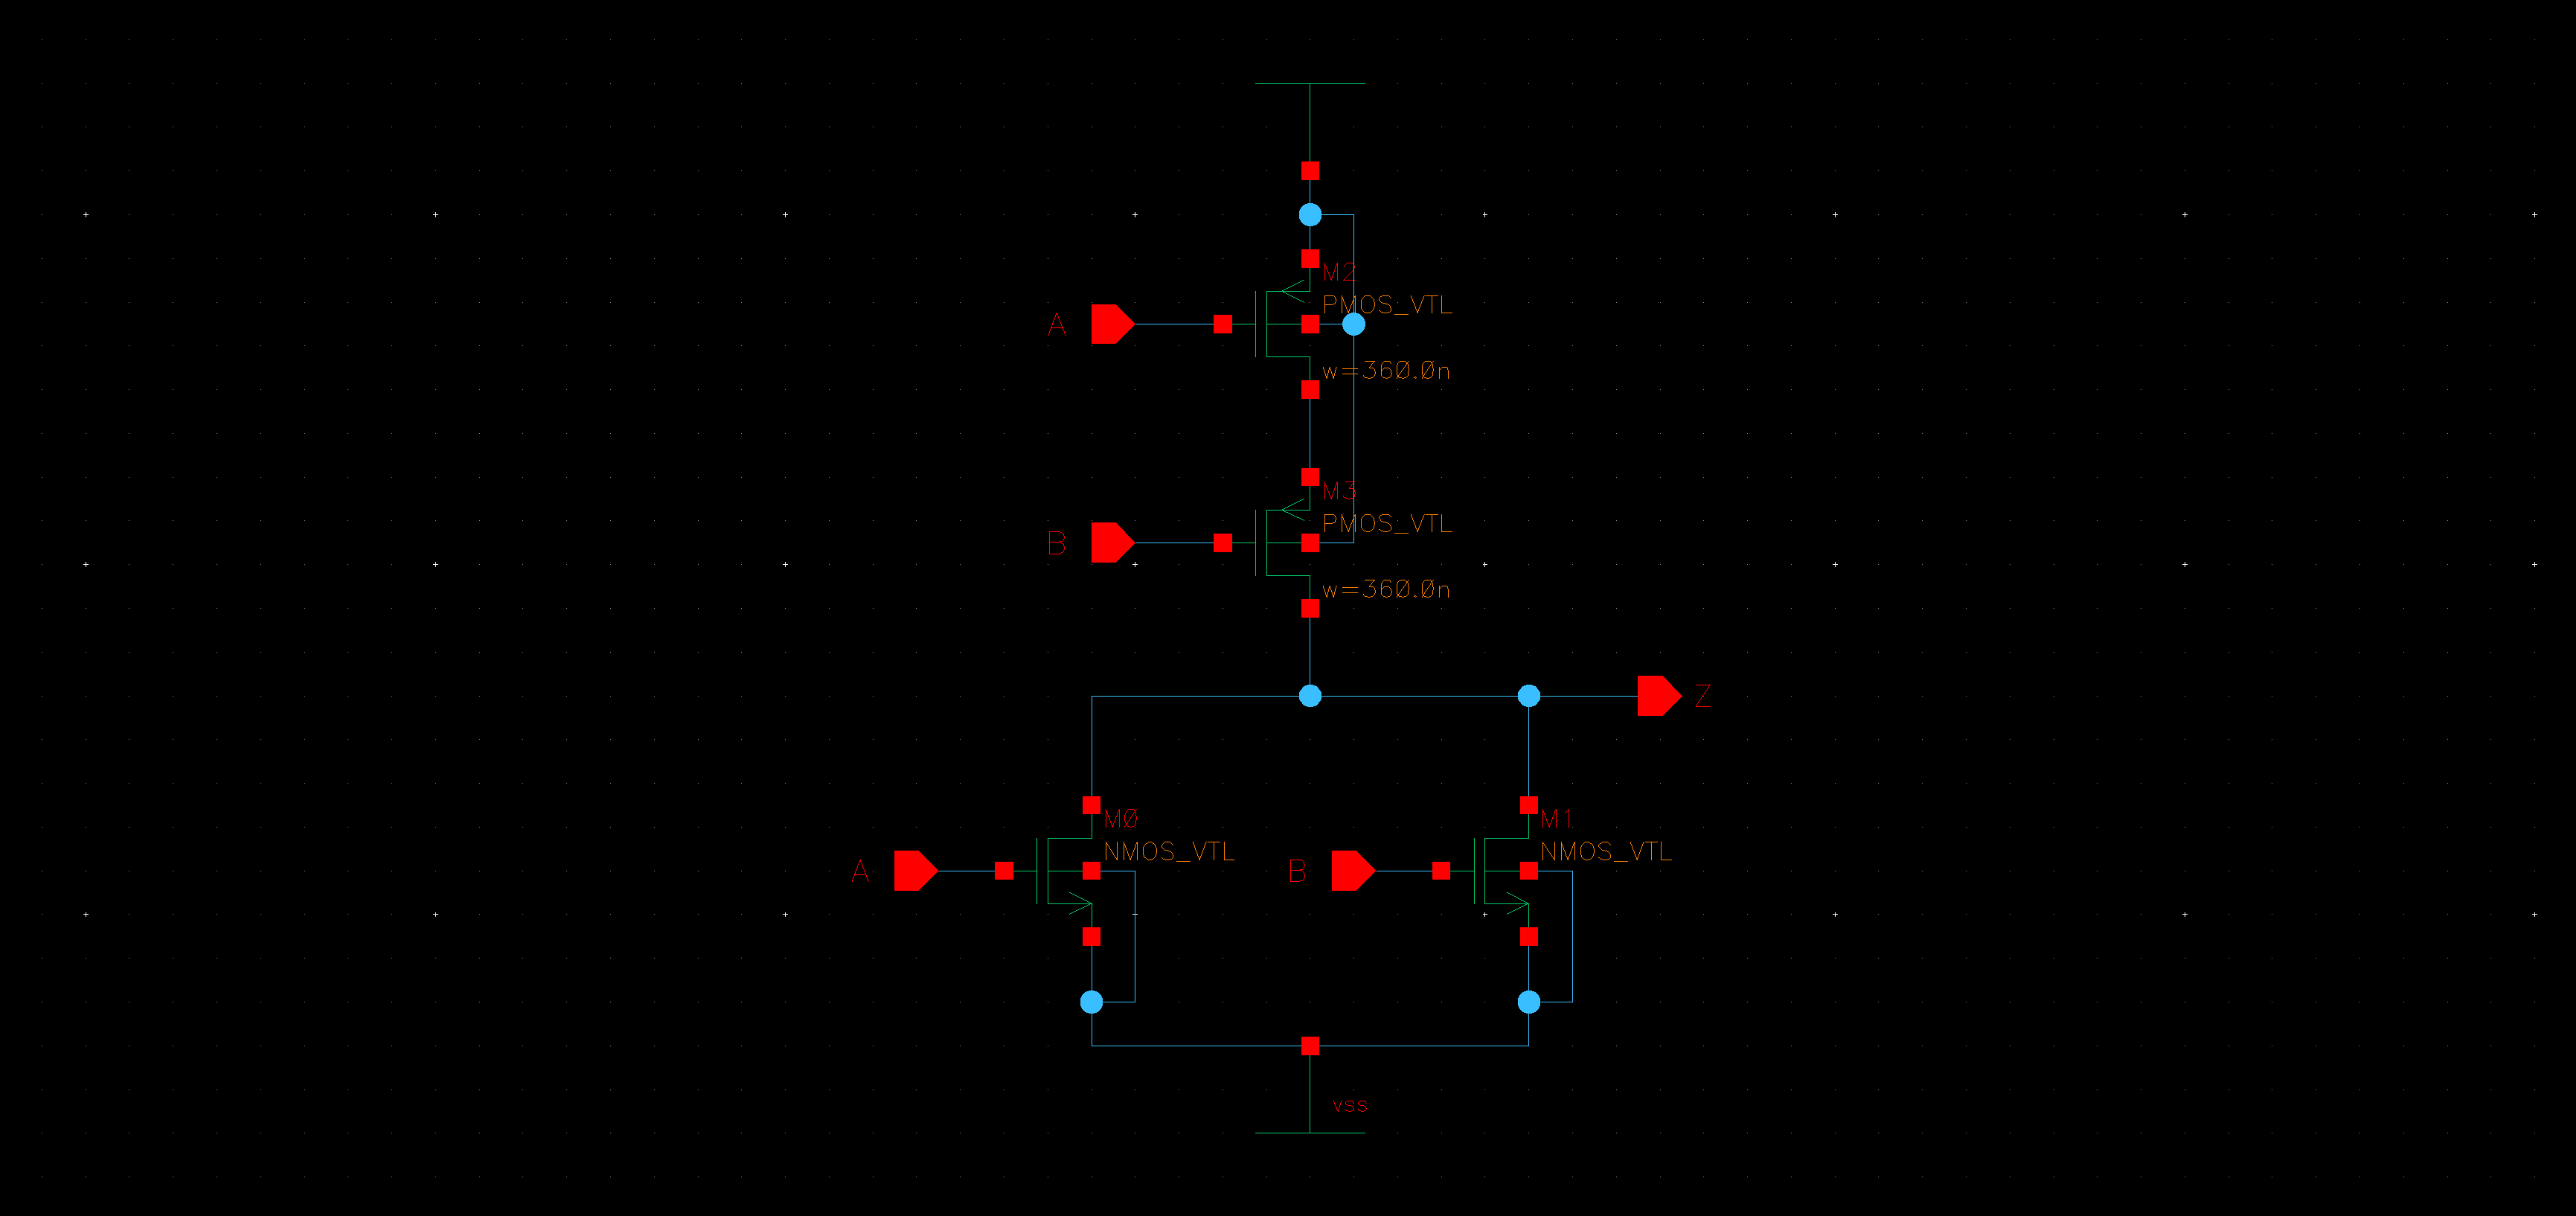 M2
PMOS_VTL
A
w=360.0n
M3
PMOS_VTL
B
w=360.0n
Z
M0
NMOS_VTL
A
M1
NMOS_VTL
B
vss